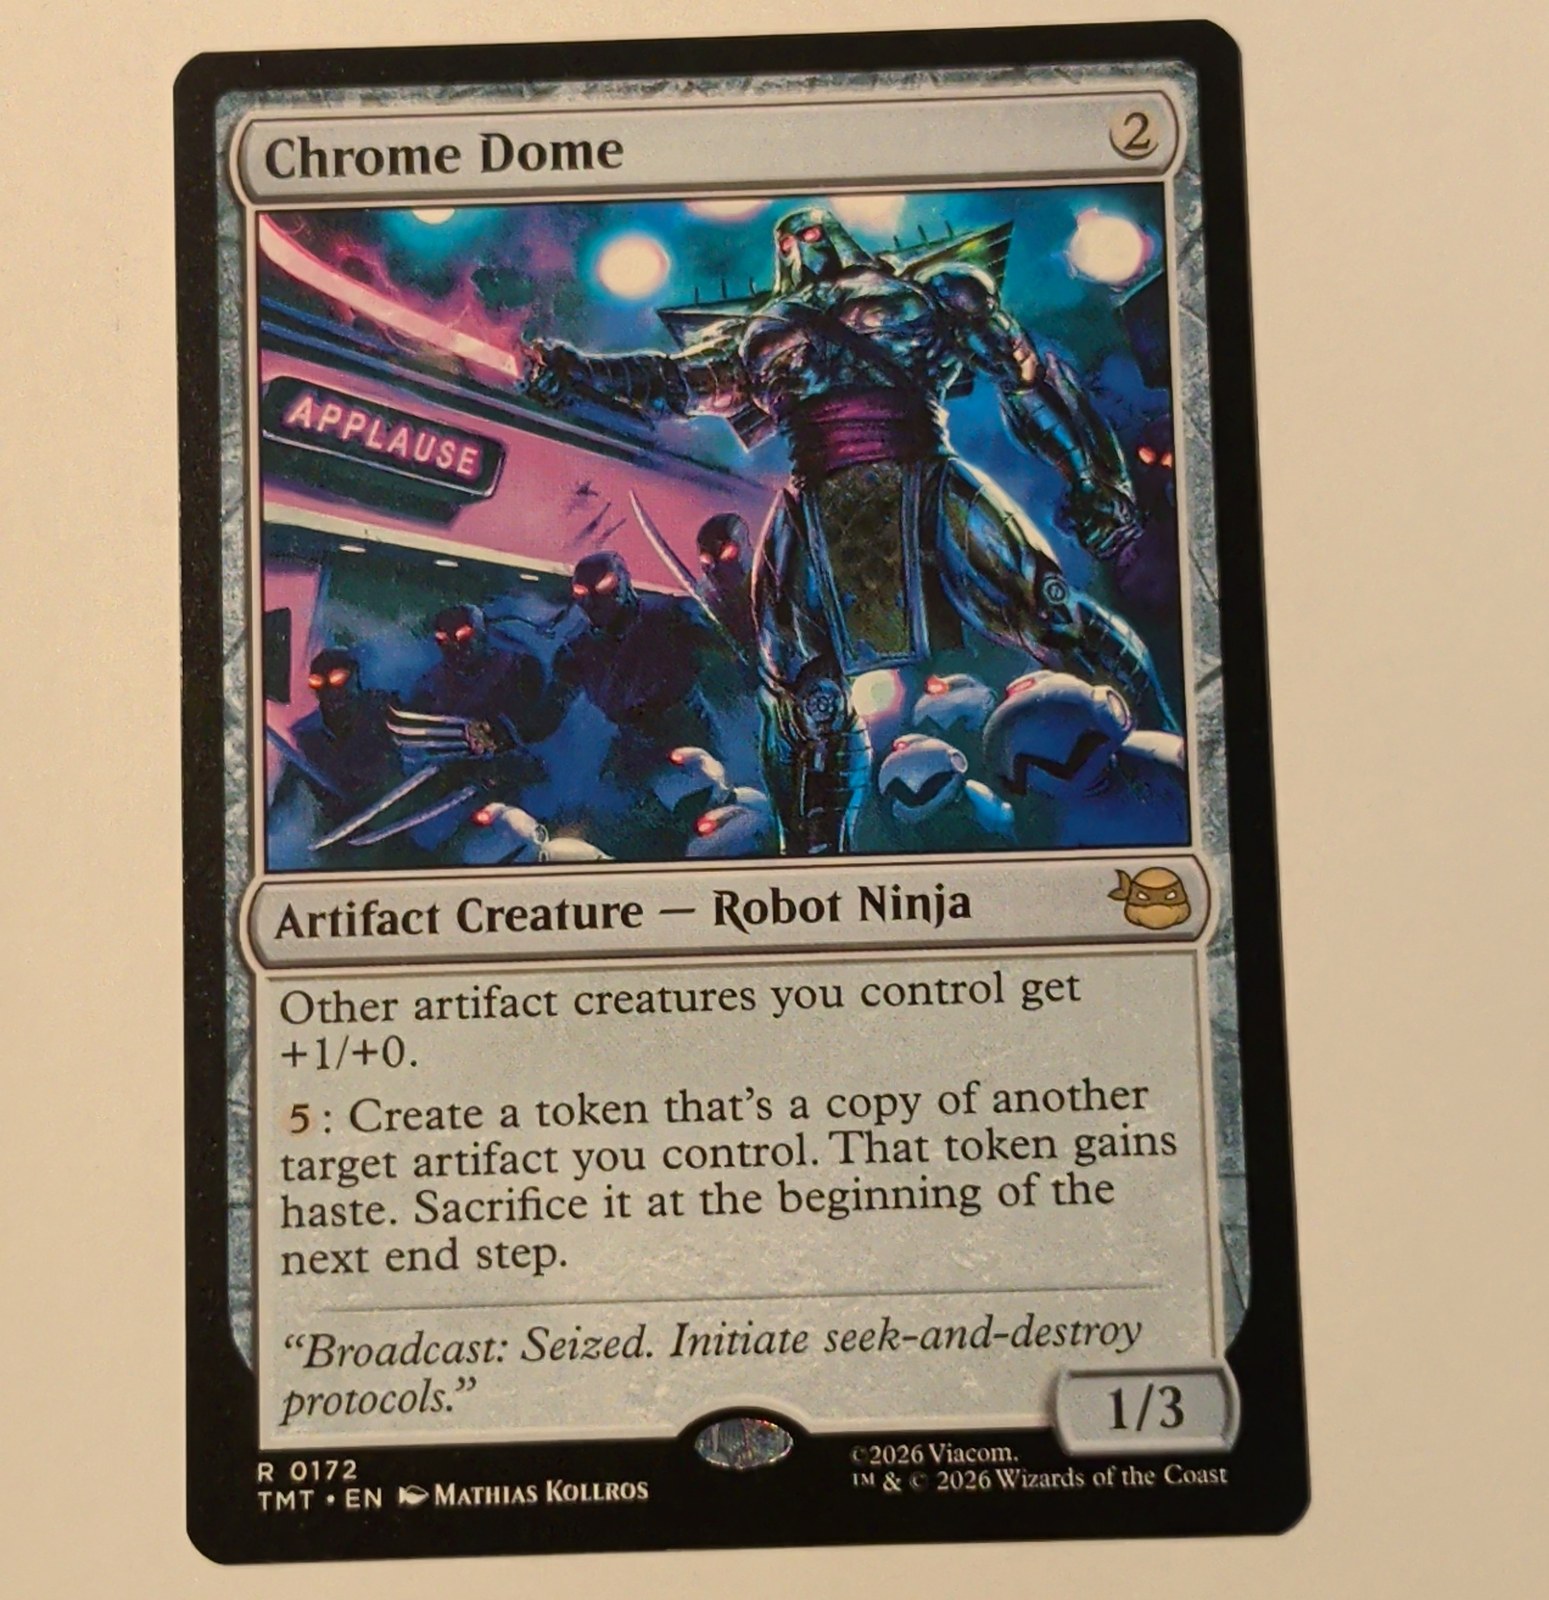 Chrome Dome 2
APPLAUSE
Artifact Creature — Robot Ninja
Other artifact creatures you control get
+1/+0.
5: Create a token that's a copy of another
target artifact you control. That token gains
haste. Sacrifice it at the beginning of the
next end step.
“Broadcast: Seized. Initiate seek-and-destroy
protocols.”
1/3
R 0172
TMT • EN MATHIAS KOLLROS
©2026 Viacom.
™ & © 2026 Wizards of the Coast